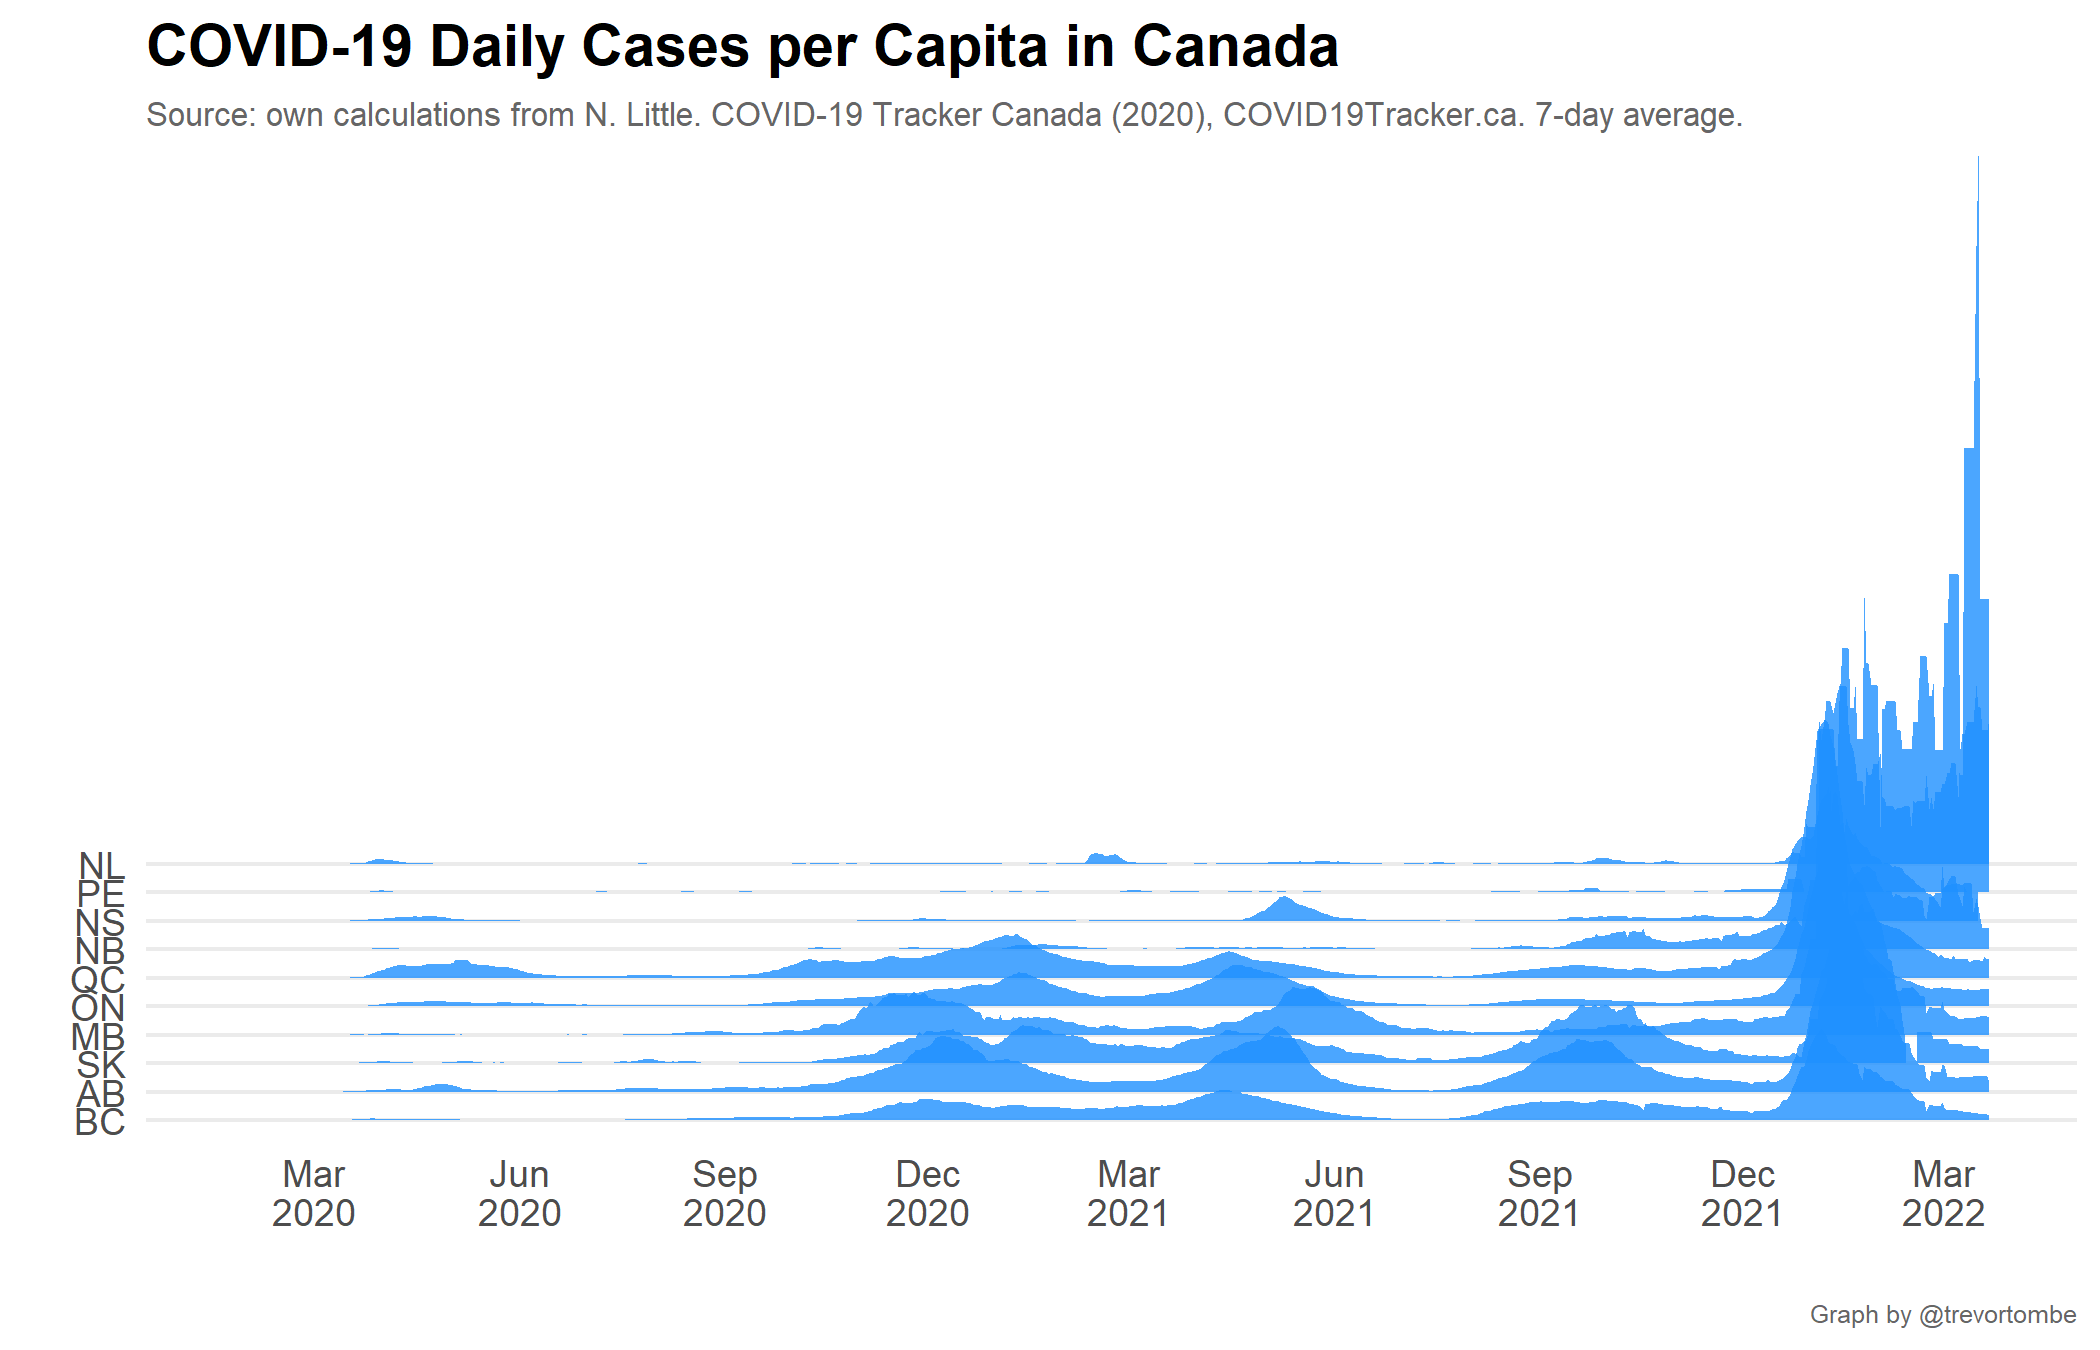 COVID-19 Daily Cases per Capita in Canada
Source: own calculations from N. Little. COVID-19 Tracker Canada (2020), COVID19Tracker.ca. 7-day average.
NL
PE
NS
NB
QC
ON
MB
SK
AB
BC
Mar Jun Sep Dec Mar Jun Sep Dec Mar
2020 2020 2020 2020 2021 2021 2021 2021 2022
Graph by @trevortombe